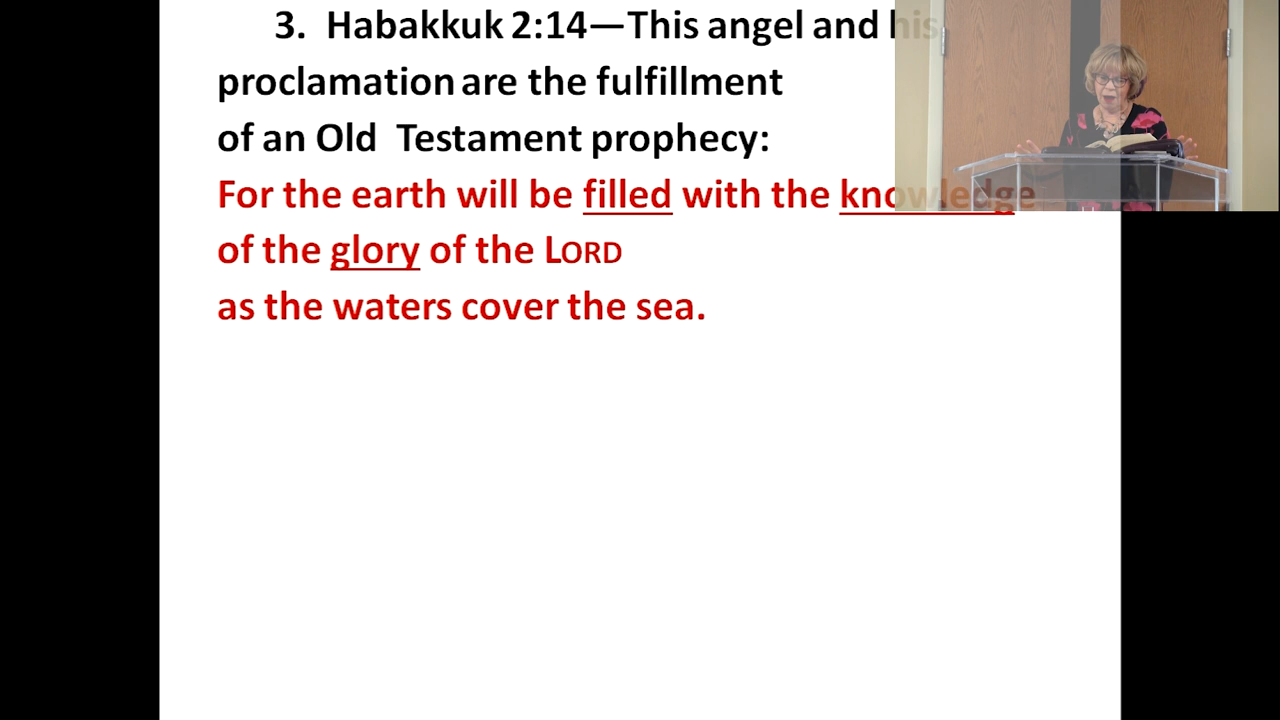 3. Habakkuk 2:14—This angel and his
proclamation are the fulfillment
of an Old Testament prophecy:
For the earth will be filled with the knowledge
of the glory of the LORD
as the waters cover the sea.